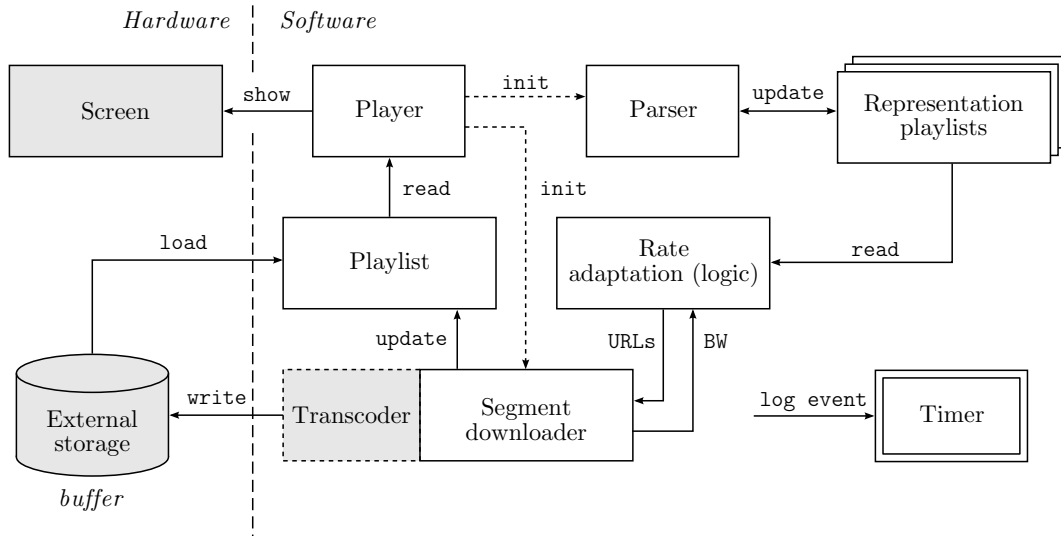 Hardware
Software
Screen
show
Player
init
Parser
update
Representation
playlists
read
init
load
Playlist
Rate
adaptation (logic)
read
update
URLs
BW
External
storage
write
Transcoder
Segment
downloader
log event
Timer
buffer